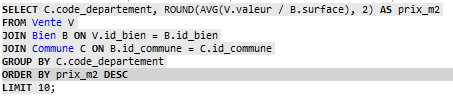 SELECT C.code_departement, ROUND(AVG(V.valeur / B.surface), 2) AS prix_m2
FROM Vente V
JOIN Bien B ON V.id_bien = B.id_bien
JOIN Commune C ON B.id_commune = C.id_commune
GROUP BY C.code_departement
ORDER BY prix_m2 DESC
LIMIT 10;